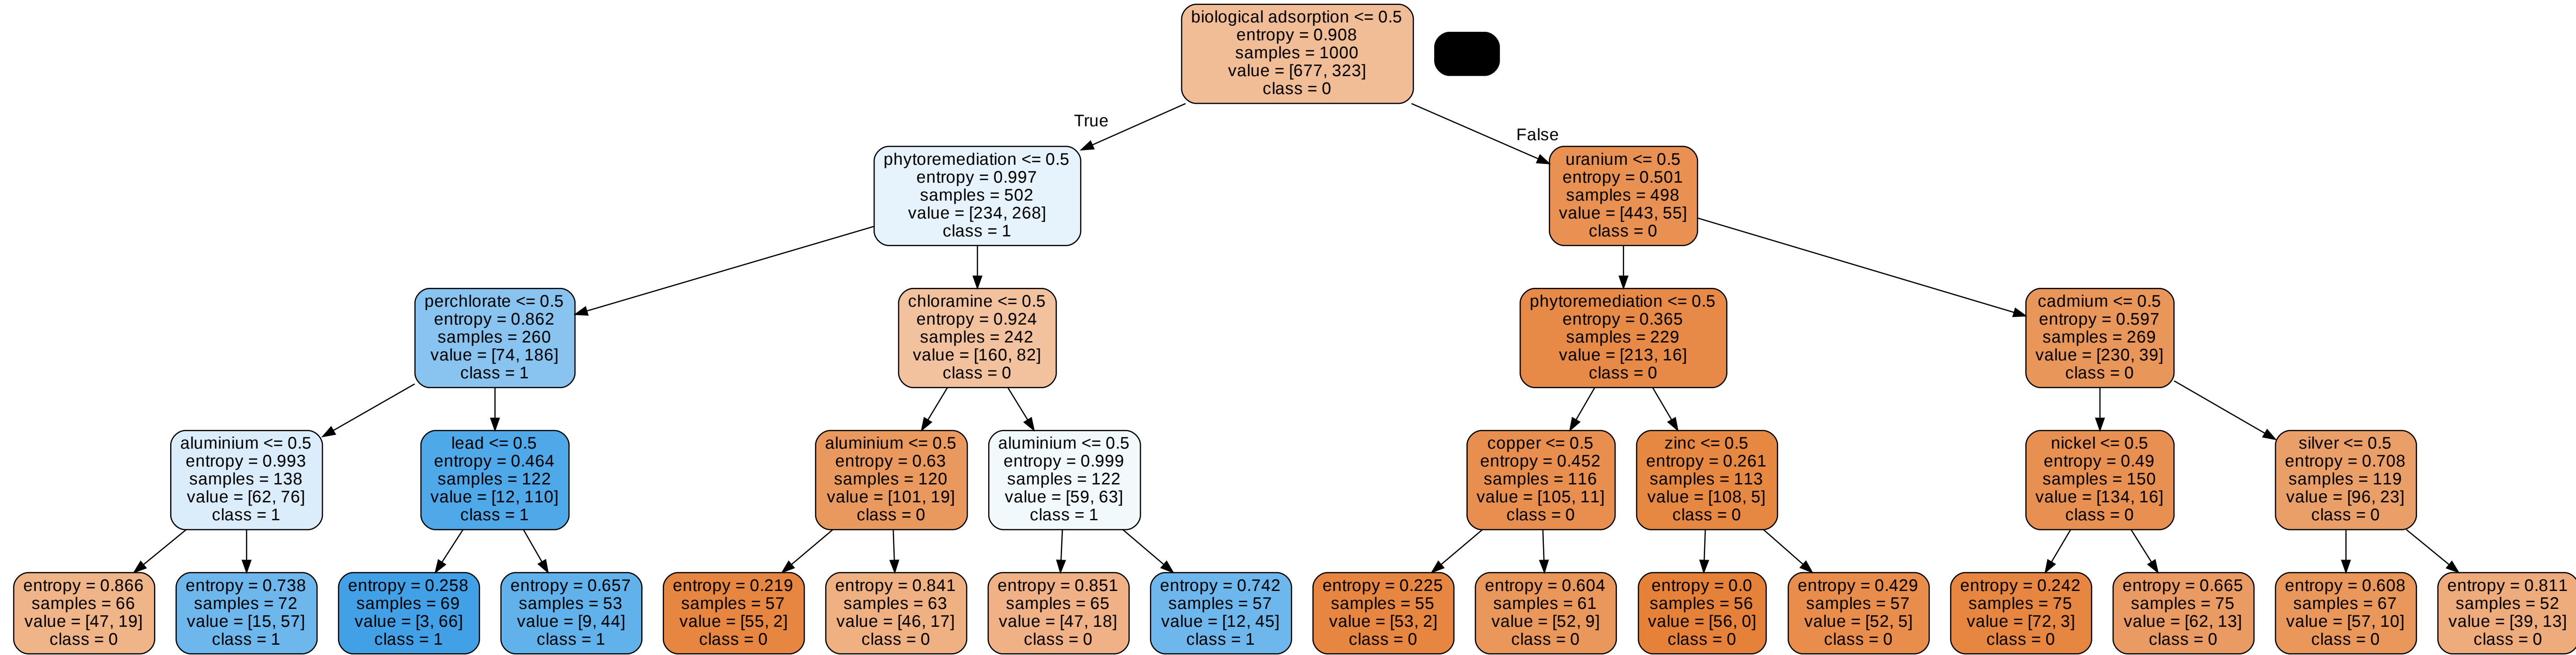 biological adsorption <= 0.5
entropy = 0.908
samples = 1000
value = [677, 323]
class = 0
True
False
phytoremediation <= 0.5
entropy = 0.997
samples = 502
value = [234, 268]
class = 1
uranium <= 0.5
entropy = 0.501
samples = 498
value = [443, 55]
class = 0
perchlorate <= 0.5
entropy = 0.862
samples = 260
value = [74, 186]
class = 1
chloramine <= 0.5
entropy = 0.924
samples = 242
value = [160, 82]
class = 0
phytoremediation <= 0.5
entropy = 0.365
samples = 229
value = [213, 16]
class = 0
cadmium <= 0.5
entropy = 0.597
samples = 269
value = [230, 39]
class = 0
aluminium <= 0.5
entropy = 0.993
samples = 138
value = [62, 76]
class = 1
lead <= 0.5
entropy = 0.464
samples = 122
value = [12, 110]
class = 1
aluminium <= 0.5
entropy = 0.63
samples = 120
value = [101, 19]
class = 0
aluminium <= 0.5
entropy = 0.999
samples = 122
value = [59, 63]
class = 1
copper <= 0.5
entropy = 0.452
samples = 116
value = [105, 11]
class = 0
zinc <= 0.5
entropy = 0.261
samples = 113
value = [108, 5]
class = 0
nickel <= 0.5
entropy = 0.49
samples = 150
value = [134, 16]
class = 0
silver <= 0.5
entropy = 0.708
samples = 119
value = [96, 23]
class = 0
entropy = 0.866
samples = 66
value = [47, 19]
class = 0
entropy = 0.738
samples = 72
value = [15, 57]
class = 1
entropy = 0.258
samples = 69
value = [3, 66]
class = 1
entropy = 0.657
samples = 53
value = [9, 44]
class = 1
entropy = 0.219
samples = 57
value = [55, 2]
class = 0
entropy = 0.841
samples = 63
value = [46, 17]
class = 0
entropy = 0.851
samples = 65
value = [47, 18]
class = 0
entropy = 0.742
samples = 57
value = [12, 45]
class = 1
entropy = 0.225
samples = 55
value = [53, 2]
class = 0
entropy = 0.604
samples = 61
value = [52, 9]
class = 0
entropy = 0.0
samples = 56
value = [56, 0]
class = 0
entropy = 0.429
samples = 57
value = [52, 5]
class = 0
entropy = 0.242
samples = 75
value = [72, 3]
class = 0
entropy = 0.665
samples = 75
value = [62, 13]
class = 0
entropy = 0.608
samples = 67
value = [57, 10]
class = 0
entropy = 0.811
samples = 52
value = [39, 13]
class = 0